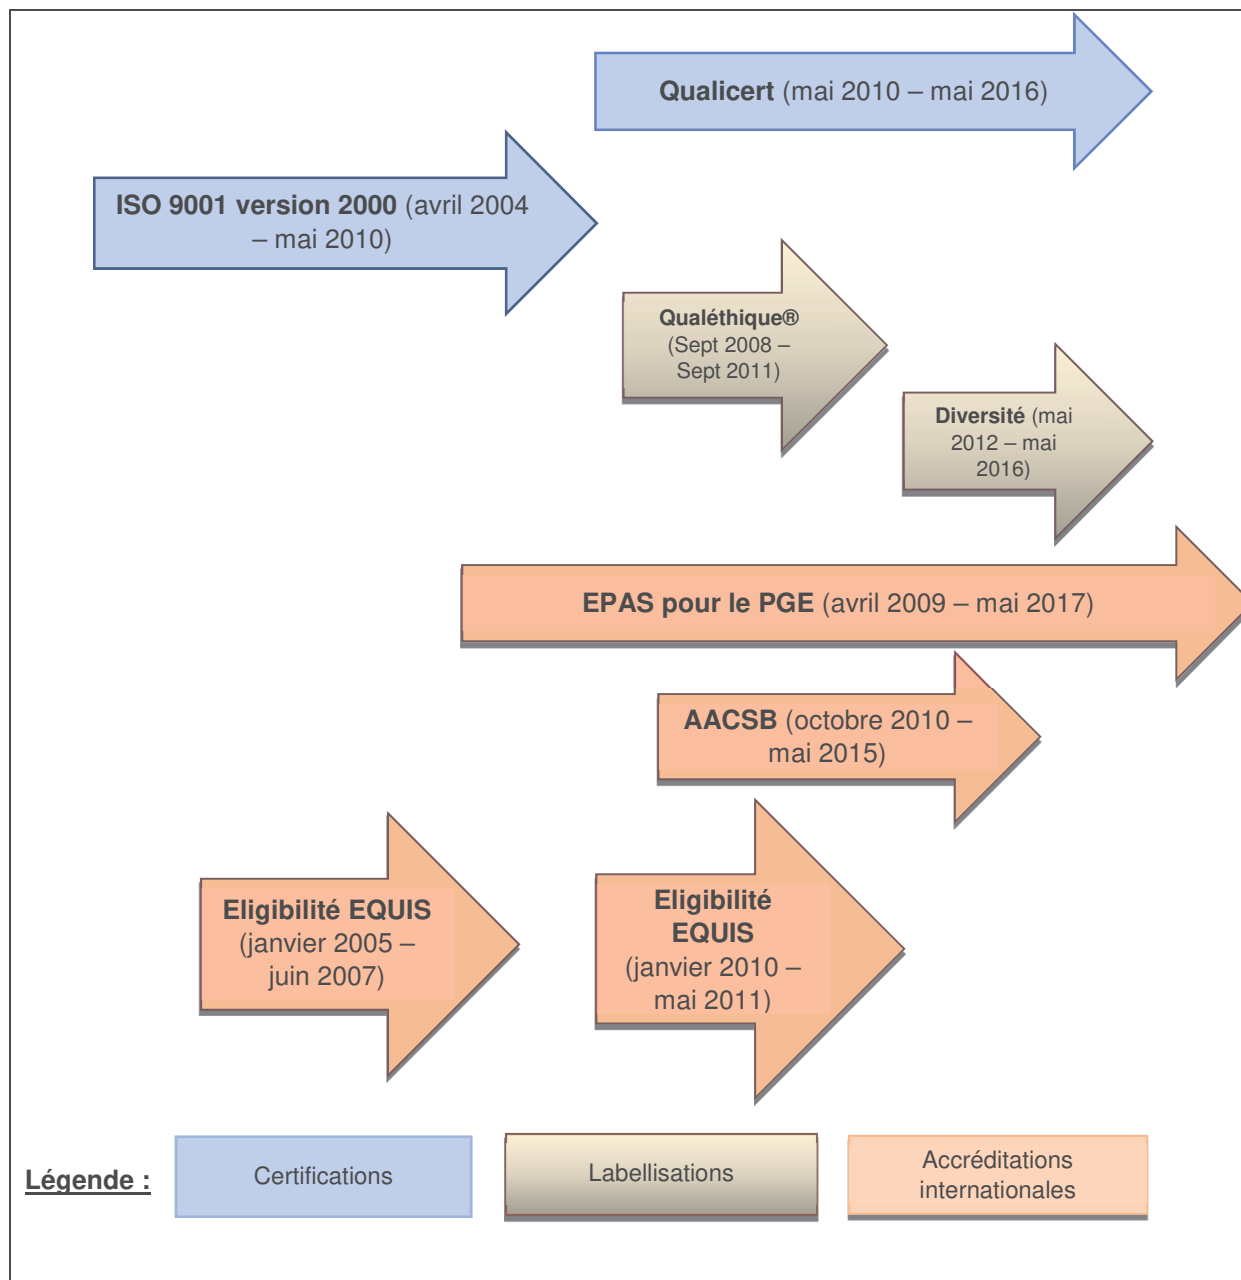 Qualicert (mai 2010 – mai 2016)
ISO 9001 version 2000 (avril 2004
– mai 2010)
Qualéthique®
(Sept 2008 –
Sept 2011)
Diversité (mai
2012 – mai
2016)
EPAS pour le PGE (avril 2009 – mai 2017)
AACSB (octobre 2010 –
mai 2015)
Eligibilité EQUIS
(janvier 2005 –
juin 2007)
Eligibilité
EQUIS
(janvier 2010 –
mai 2011)
Légende :
Certifications
Labellisations
Accréditations
internationales